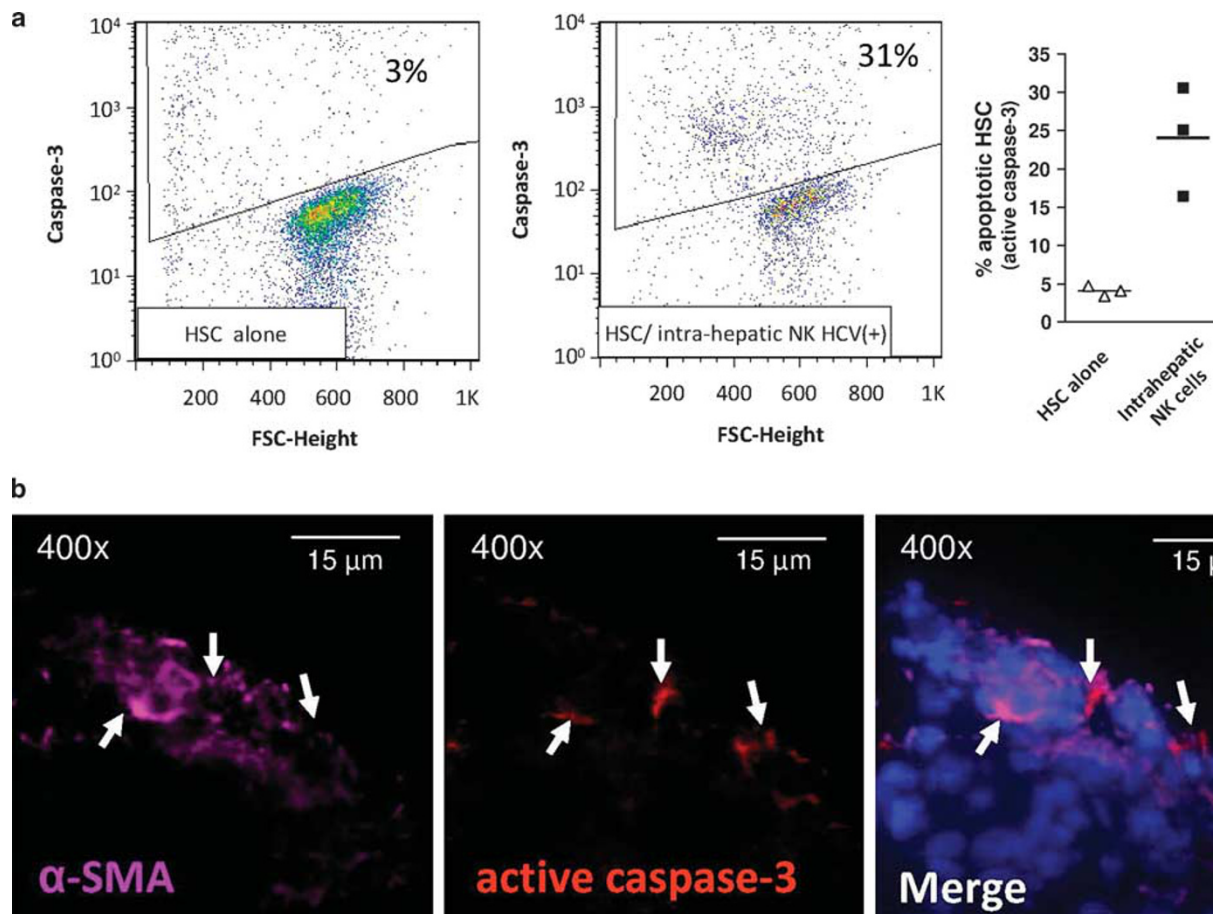 a
10⁴
10³
10²
10¹
10⁰
Caspase-3
3%
HSC alone
200 400 600 800 1K
FSC-Height
10⁴
10³
10²
10¹
10⁰
Caspase-3
31%
HSC/ intra-hepatic NK HCV(+)
200 400 600 800 1K
FSC-Height
% apoptotic HSC
(active caspase-3)
35
30
25
20
15
10
5
0
HSC alone
Intrahepatic
NK cells
b
400x
15 µm
α-SMA
400x
15 µm
active caspase-3
400x
15 µ
Merge